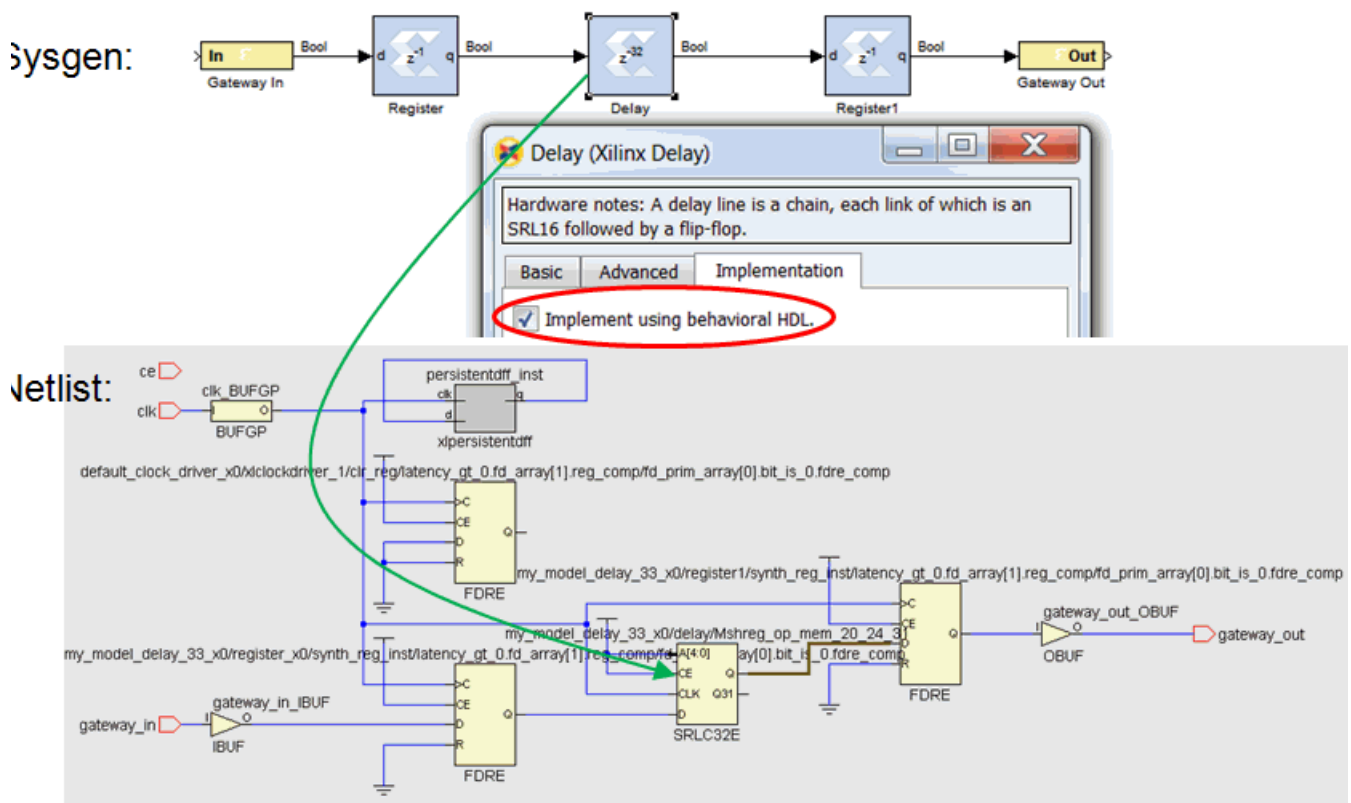 Sysgen:
In
Bool
d z-1 q
Bool
z-32
Bool
d z-1 q
Bool
Out
Gateway In
Register
Delay
Register1
Gateway Out
Delay (Xilinx Delay)
Hardware notes: A delay line is a chain, each link of which is an
SRL16 followed by a flip-flop.
Basic
Advanced
Implementation
Implement using behavioral HDL.
Netlist:
ce
clk
clk_BUFGP
I O
BUFGP
persistentdff_inst
clk q
d
xlpersistentdff
default_clock_driver_x0/xlclockdriver_1/clr_reg/latency_gt_0.fd_array[1].reg_comp/fd_prim_array[0].bit_is_0.fdre_comp
C
CE
D Q
R
FDRE
my_model_delay_33_x0/register1/synth_reg_inst/latency_gt_0.fd_array[1].reg_comp/fd_prim_array[0].bit_is_0.fdre_comp
C
CE
D Q
R
FDRE
gateway_out_OBUF
I O
OBUF
gateway_out
my_model_delay_33_x0/delay/Mshreg_op_mem_20_24_31
A[4:0]
CE Q
CLK Q31
D
SRLC32E
my_model_delay_33_x0/register_x0/synth_reg_inst/latency_gt_0.fd_array[1].reg_comp/
bit_is_0.fdre_comp
C
CE
D Q
R
FDRE
gateway_in
gateway_in_IBUF
I O
IBUF